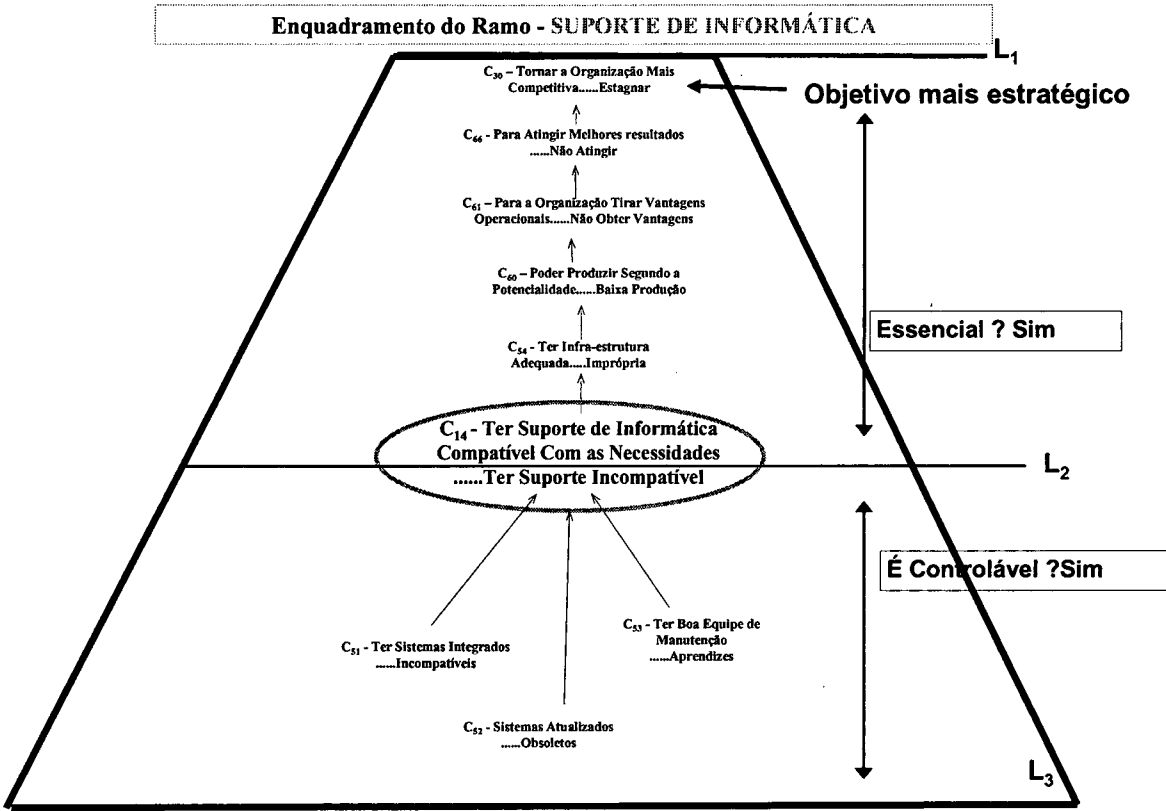 Enquadramento do Ramo - SUPORTE DE INFORMÁTICA
L₁
C₃₀ – Tornar a Organização Mais
Competitiva......Estagnar
Objetivo mais estratégico
C₆₆ - Para Atingir Melhores resultados
......Não Atingir
C₆₁ – Para a Organização Tirar Vantagens
Operacionais......Não Obter Vantagens
C₆₀ – Poder Produzir Segundo a
Potencialidade......Baixa Produção
Essencial ? Sim
C₅₄ - Ter Infra-estrutura
Adequada.....Imprópria
C₁₄ - Ter Suporte de Informática
Compatível Com as Necessidades
......Ter Suporte Incompatível
L₂
É Controlável ?Sim
C₅₁ - Ter Sistemas Integrados
......Incompatíveis
C₅₃ - Ter Boa Equipe de
Manutenção
......Aprendizes
C₅₂ - Sistemas Atualizados
......Obsoletos
L₃